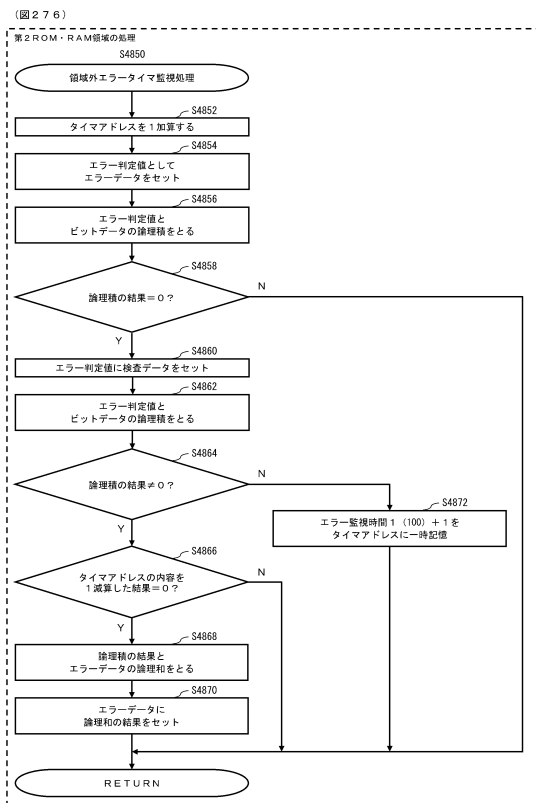 (図276)
第2ROM・RAM領域の処理
S4850
領域外エラータイマ監視処理
S4852
タイマアドレスを1加算する
S4854
エラー判定値として
エラーデータをセット
S4856
エラー判定値と
ビットデータの論理積をとる
S4858
論理積の結果=0?
N
Y
S4860
エラー判定値に検査データをセット
S4862
エラー判定値と
ビットデータの論理積をとる
S4864
論理積の結果≠0?
N
Y
S4872
エラー監視時間1(100)+1を
タイマアドレスに一時記憶
S4866
タイマアドレスの内容を
1減算した結果=0?
N
Y
S4868
論理積の結果と
エラーデータの論理和をとる
S4870
エラーデータに
論理和の結果をセット
RETURN